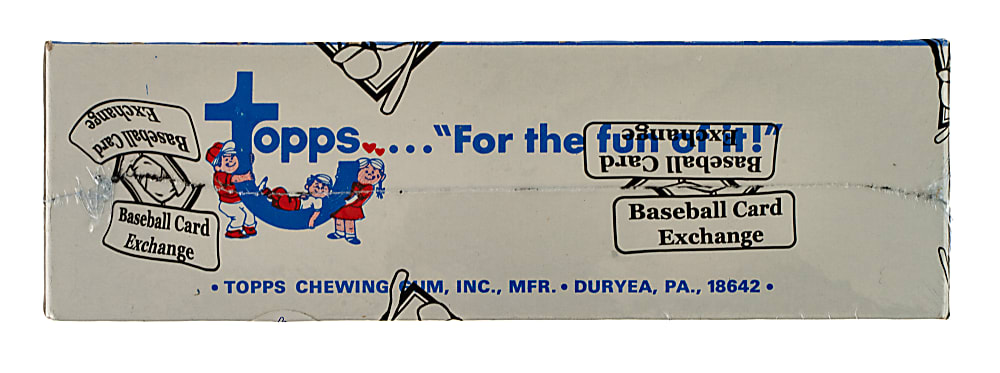 Topps....."For the fun of it!"
Baseball Card
Exchange
Baseball Card
Exchange
Baseball Card
Exchange
Baseball Card
Exchange
• TOPPS CHEWING GUM, INC., MFR. • DURYEA, PA., 18642 •